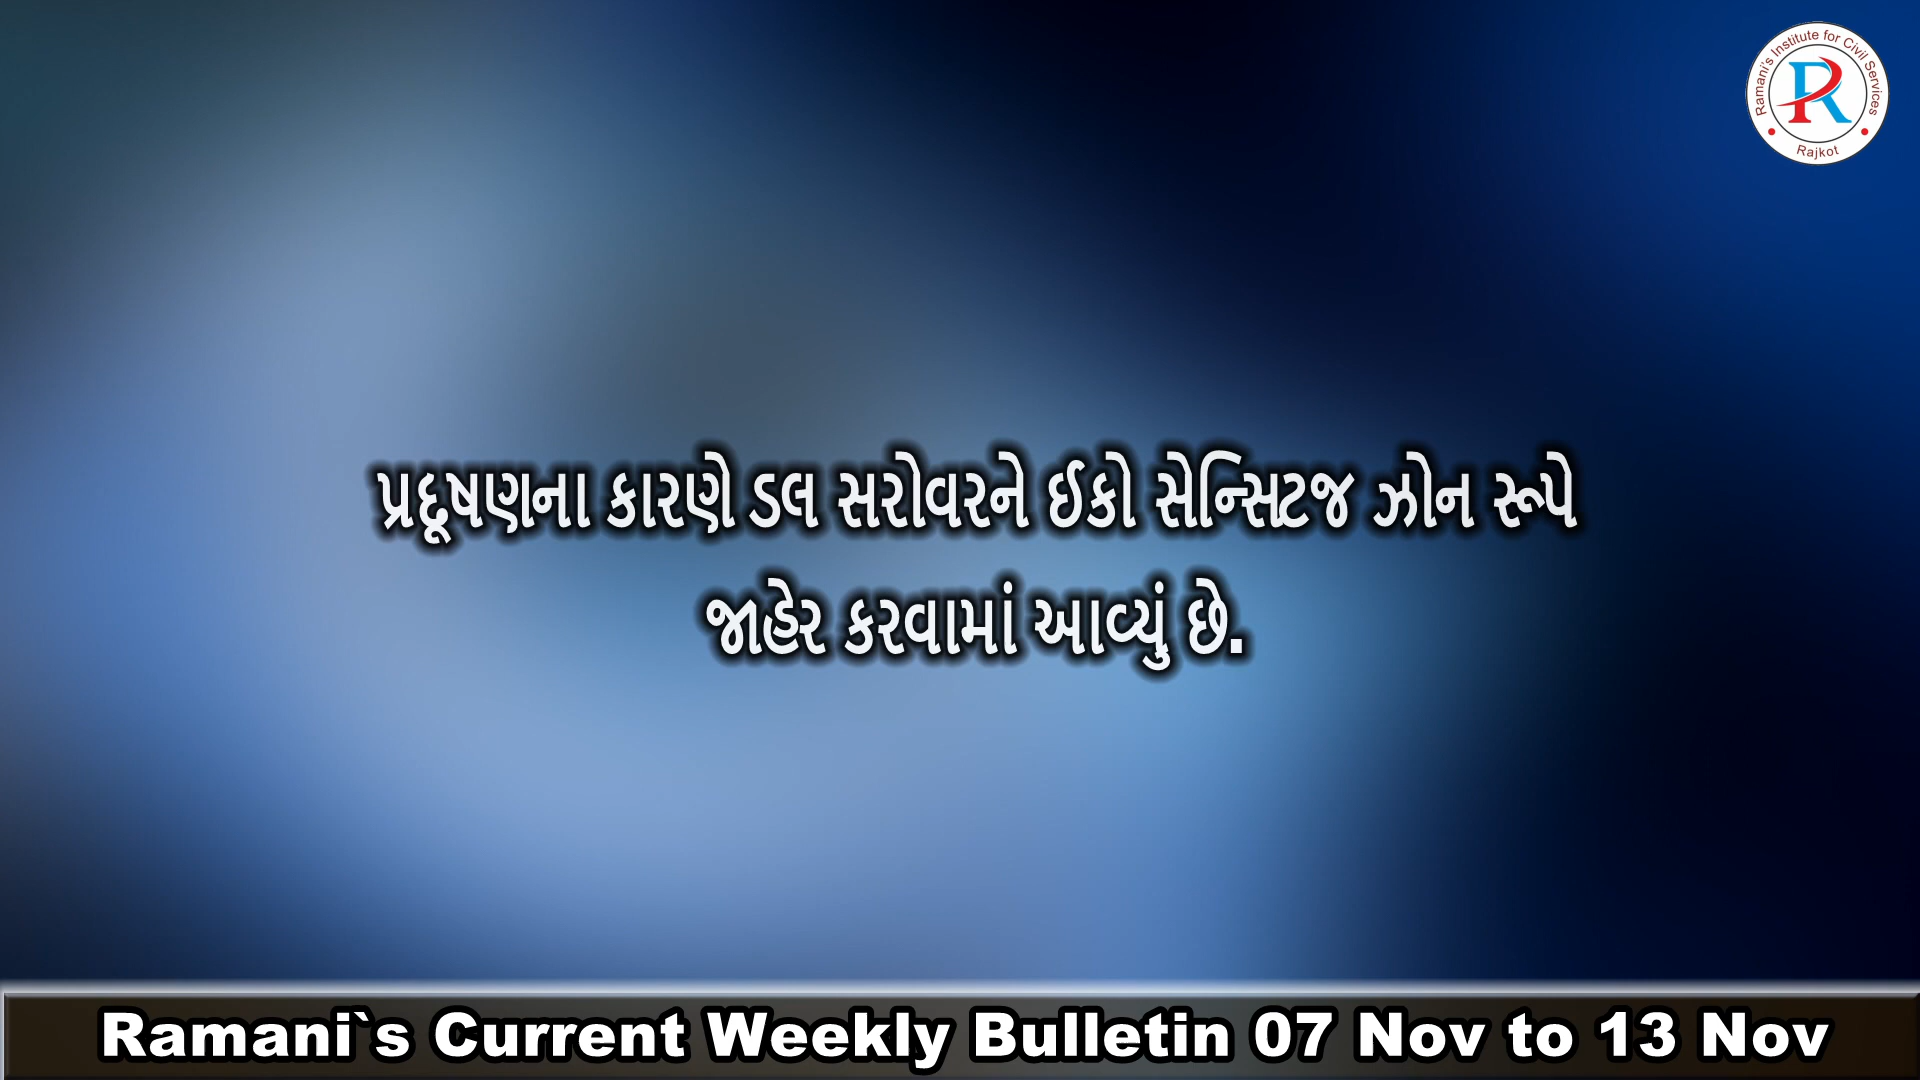 Ramani's Institute for Civil Services
R
Rajkot
પ્રદૂષણના કારણે ડલ સરોવરને ઈકો સેન્સિટજ ઝોન રૂપે
જાહેર કરવામાં આવ્યું છે.
Ramani`s Current Weekly Bulletin 07 Nov to 13 Nov